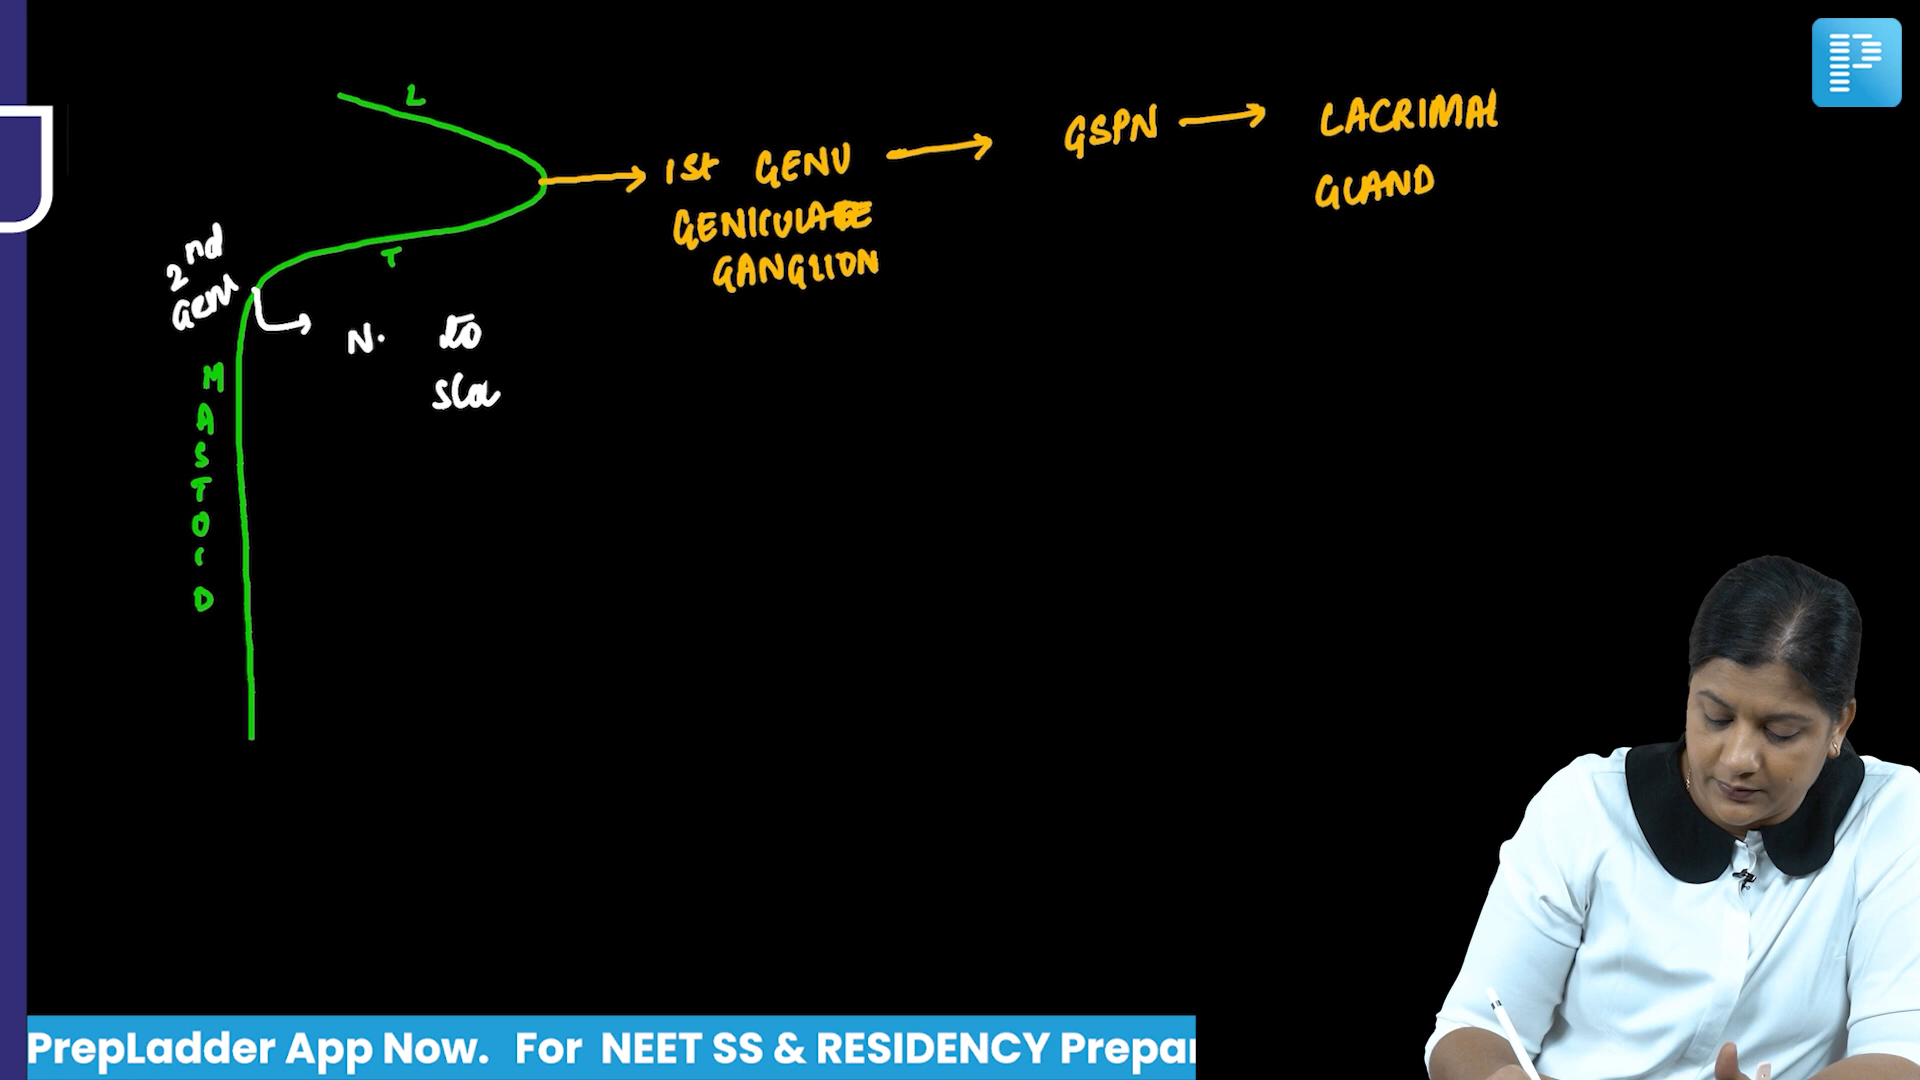 L
1st GENU
GENICULATE
GANGLION
GSPN
LACRIMAL
GLAND
T
2nd
Genu
N. to
sta
MASTOID
PrepLadder App Now. For NEET SS & RESIDENCY Prepar